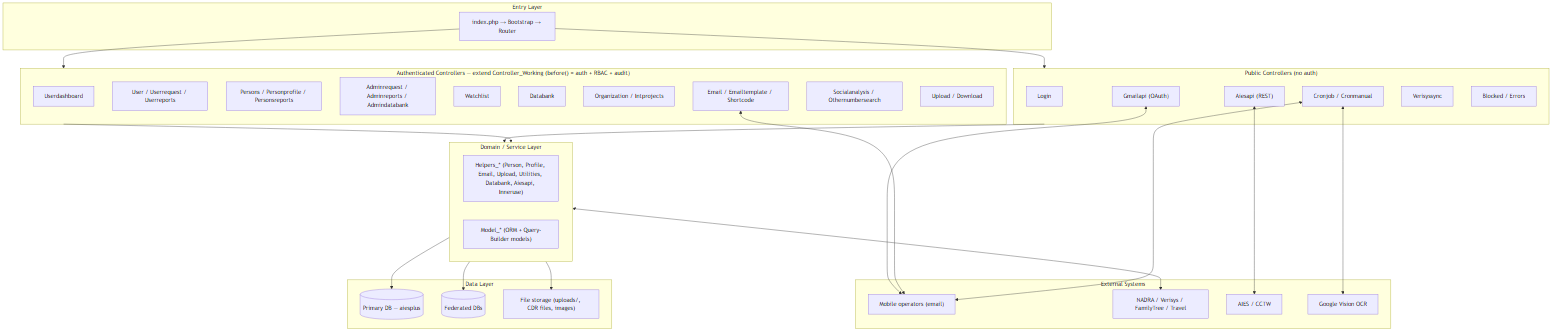 Entry Layer
index.php → Bootstrap →
Router
Authenticated Controllers — extend Controller_Working (before() = auth + RBAC + audit)
Userdashboard
User / Userrequest /
Userreports
Persons / Personprofile /
Personsreports
Adminrequest /
Adminreports /
Admindatabank
Watchlist
Databank
Organization / Intprojects
Email / Emailtemplate /
Shortcode
Socialanalysis /
Othernumbersearch
Upload / Download
Public Controllers (no auth)
Login
Gmailapi (OAuth)
Aiesapi (REST)
Cronjob / Cronmanual
Verisysync
Blocked / Errors
Domain / Service Layer
Helpers_* (Person, Profile,
Email, Upload, Utilities,
Databank, Aiesapi,
Inneruse)
Model_* (ORM + Query-
Builder models)
Data Layer
Primary DB — aiesplus
Federated DBs
File storage (uploads/,
CDR files, images)
External Systems
Mobile operators (email)
NADRA / Verisys /
FamilyTree / Travel
AIES / CCTW
Google Vision OCR